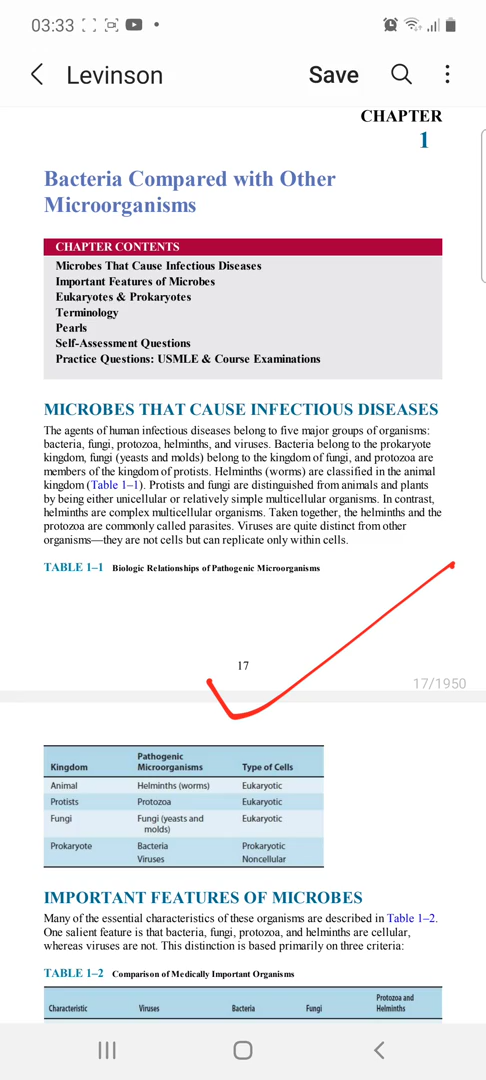 03:33
Levinson
Save
CHAPTER
1
Bacteria Compared with Other
Microorganisms
CHAPTER CONTENTS
Microbes That Cause Infectious Diseases
Important Features of Microbes
Eukaryotes & Prokaryotes
Terminology
Pearls
Self-Assessment Questions
Practice Questions: USMLE & Course Examinations
MICROBES THAT CAUSE INFECTIOUS DISEASES
The agents of human infectious diseases belong to five major groups of organisms:
bacteria, fungi, protozoa, helminths, and viruses. Bacteria belong to the prokaryote
kingdom, fungi (yeasts and molds) belong to the kingdom of fungi, and protozoa are
members of the kingdom of protists. Helminths (worms) are classified in the animal
kingdom (Table 1–1). Protists and fungi are distinguished from animals and plants
by being either unicellular or relatively simple multicellular organisms. In contrast,
helminths are complex multicellular organisms. Taken together, the helminths and the
protozoa are commonly called parasites. Viruses are quite distinct from other
organisms—they are not cells but can replicate only within cells.
TABLE 1–1 Biologic Relationships of Pathogenic Microorganisms
17
17/1950
Kingdom Pathogenic Microorganisms Type of Cells
Animal Helminths (worms) Eukaryotic
Protists Protozoa Eukaryotic
Fungi Fungi (yeasts and molds) Eukaryotic
Prokaryote Bacteria Prokaryotic
Viruses Noncellular
IMPORTANT FEATURES OF MICROBES
Many of the essential characteristics of these organisms are described in Table 1–2.
One salient feature is that bacteria, fungi, protozoa, and helminths are cellular,
whereas viruses are not. This distinction is based primarily on three criteria:
TABLE 1–2 Comparison of Medically Important Organisms
Characteristic Viruses Bacteria Fungi Protozoa and Helminths